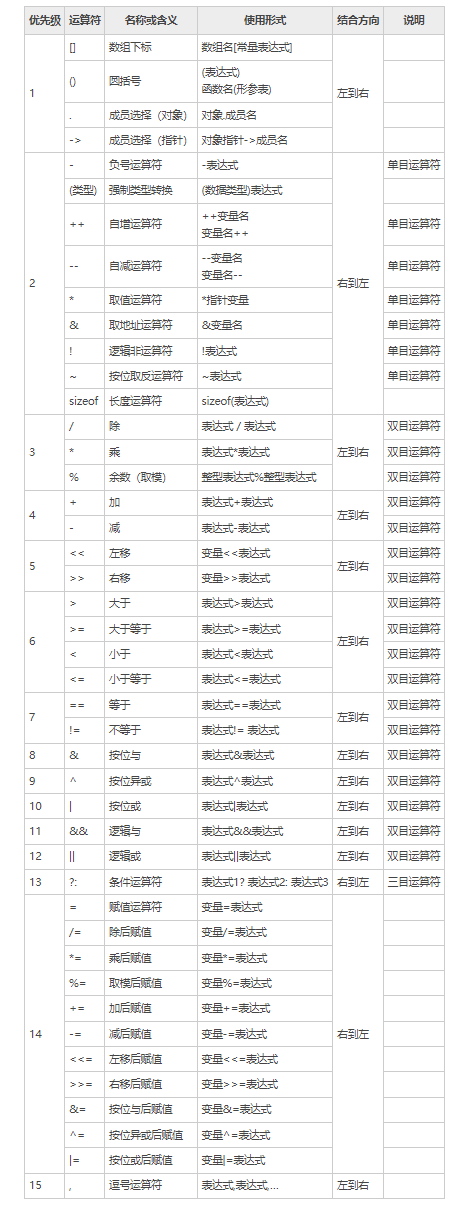 优先级 运算符 名称或含义 使用形式 结合方向 说明
1 [] 数组下标 数组名[常量表达式] 左到右
() 圆括号 (表达式)
函数名(形参表)
. 成员选择（对象） 对象.成员名
-> 成员选择（指针） 对象指针->成员名
2 - 负号运算符 -表达式 右到左 单目运算符
(类型) 强制类型转换 (数据类型)表达式
++ 自增运算符 ++变量名
变量名++ 单目运算符
-- 自减运算符 --变量名
变量名-- 单目运算符
* 取值运算符 *指针变量 单目运算符
& 取地址运算符 &变量名 单目运算符
! 逻辑非运算符 !表达式 单目运算符
~ 按位取反运算符 ~表达式 单目运算符
sizeof 长度运算符 sizeof(表达式)
3 / 除 表达式 / 表达式 左到右 双目运算符
* 乘 表达式*表达式 双目运算符
% 余数（取模） 整型表达式%整型表达式 双目运算符
4 + 加 表达式+表达式 左到右 双目运算符
- 减 表达式-表达式 双目运算符
5 << 左移 变量<<表达式 左到右 双目运算符
>> 右移 变量>>表达式 双目运算符
6 > 大于 表达式>表达式 左到右 双目运算符
>= 大于等于 表达式>=表达式 双目运算符
< 小于 表达式<表达式 双目运算符
<= 小于等于 表达式<=表达式 双目运算符
7 == 等于 表达式==表达式 左到右 双目运算符
!= 不等于 表达式!= 表达式 双目运算符
8 & 按位与 表达式&表达式 左到右 双目运算符
9 ^ 按位异或 表达式^表达式 左到右 双目运算符
10 | 按位或 表达式|表达式 左到右 双目运算符
11 && 逻辑与 表达式&&表达式 左到右 双目运算符
12 || 逻辑或 表达式||表达式 左到右 双目运算符
13 ?: 条件运算符 表达式1? 表达式2: 表达式3 右到左 三目运算符
14 = 赋值运算符 变量=表达式 右到左
/= 除后赋值 变量/=表达式
*= 乘后赋值 变量*=表达式
%= 取模后赋值 变量%=表达式
+= 加后赋值 变量+=表达式
-= 减后赋值 变量-=表达式
<<= 左移后赋值 变量<<=表达式
>>= 右移后赋值 变量>>=表达式
&= 按位与后赋值 变量&=表达式
^= 按位异或后赋值 变量^=表达式
|= 按位或后赋值 变量|=表达式
15 , 逗号运算符 表达式,表达式,... 左到右